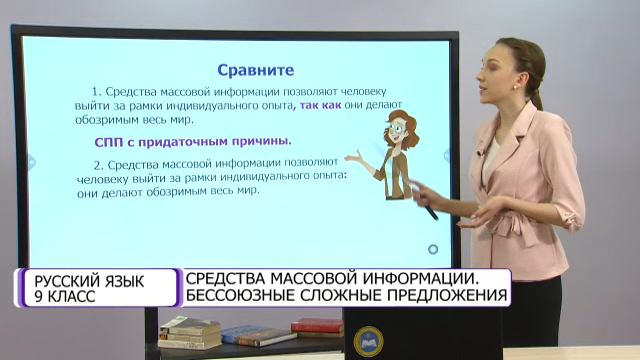 Сравните
1. Средства массовой информации позволяют человеку
выйти за рамки индивидуального опыта, так как они делают
обозримым весь мир.
СПП с придаточным причины.
2. Средства массовой информации позволяют
человеку выйти за рамки индивидуального опыта:
они делают обозримым весь мир.
РУССКИЙ ЯЗЫК
9 КЛАСС
СРЕДСТВА МАССОВОЙ ИНФОРМАЦИИ.
БЕССОЮЗНЫЕ СЛОЖНЫЕ ПРЕДЛОЖЕНИЯ